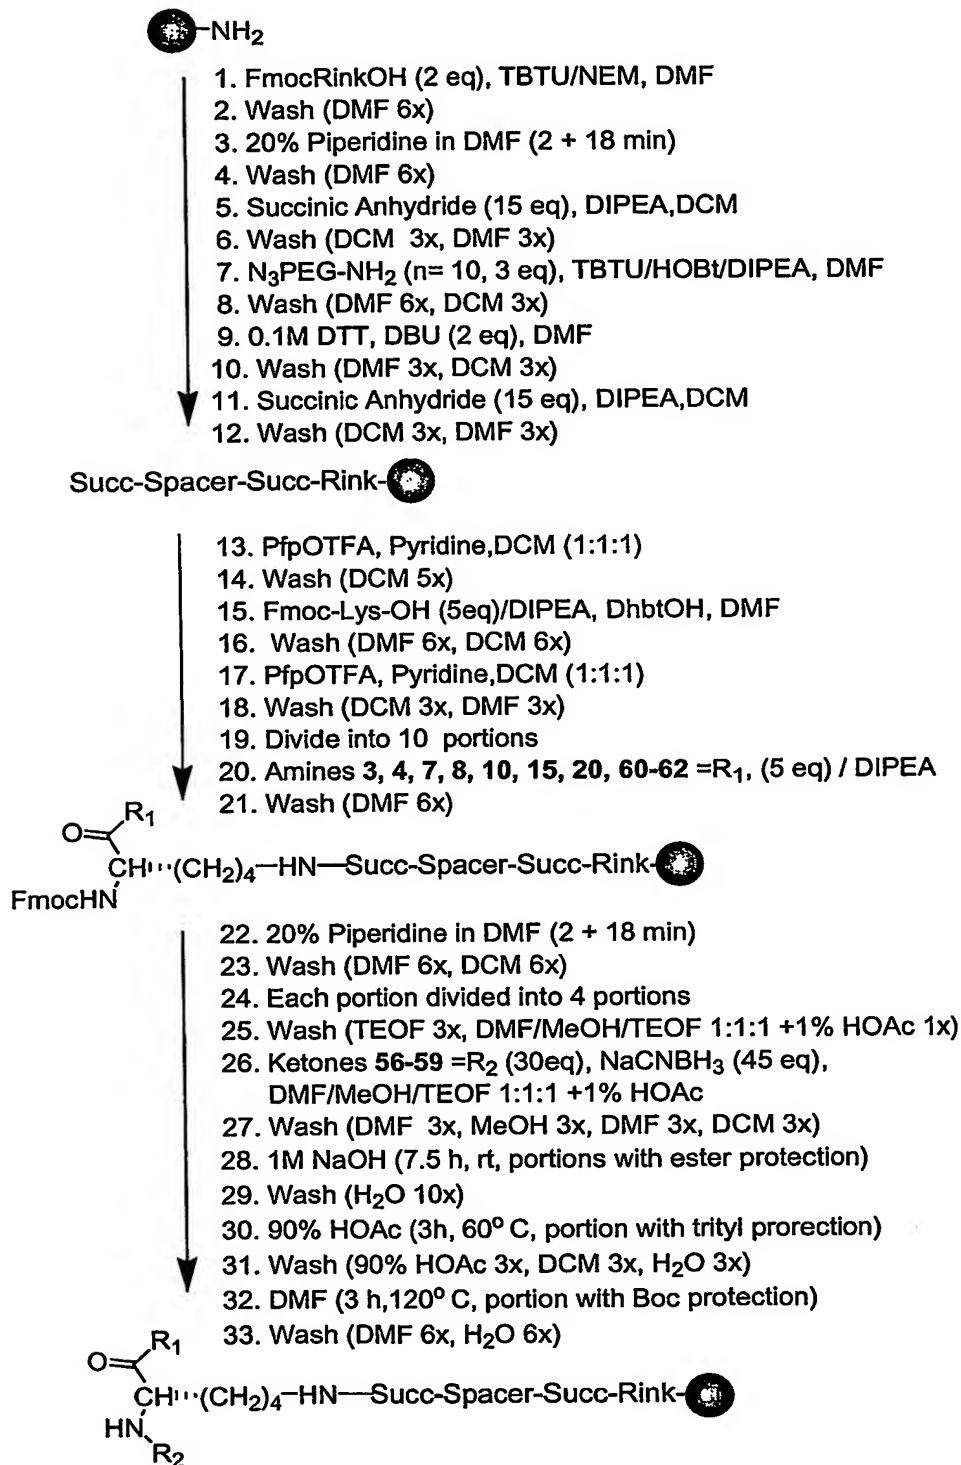 NH2
1. FmocRinkOH (2 eq), TBTU/NEM, DMF
2. Wash (DMF 6x)
3. 20% Piperidine in DMF (2 + 18 min)
4. Wash (DMF 6x)
5. Succinic Anhydride (15 eq), DIPEA,DCM
6. Wash (DCM 3x, DMF 3x)
7. N3PEG-NH2 (n= 10, 3 eq), TBTU/HOBt/DIPEA, DMF
8. Wash (DMF 6x, DCM 3x)
9. 0.1M DTT, DBU (2 eq), DMF
10. Wash (DMF 3x, DCM 3x)
11. Succinic Anhydride (15 eq), DIPEA,DCM
12. Wash (DCM 3x, DMF 3x)
Succ-Spacer-Succ-Rink-
13. PfpOTFA, Pyridine,DCM (1:1:1)
14. Wash (DCM 5x)
15. Fmoc-Lys-OH (5eq)/DIPEA, DhbtOH, DMF
16. Wash (DMF 6x, DCM 6x)
17. PfpOTFA, Pyridine,DCM (1:1:1)
18. Wash (DCM 3x, DMF 3x)
19. Divide into 10 portions
20. Amines 3, 4, 7, 8, 10, 15, 20, 60-62 =R1, (5 eq) / DIPEA
21. Wash (DMF 6x)
R1
O
CH(CH2)4-HN-Succ-Spacer-Succ-Rink-
FmocHN
22. 20% Piperidine in DMF (2 + 18 min)
23. Wash (DMF 6x, DCM 6x)
24. Each portion divided into 4 portions
25. Wash (TEOF 3x, DMF/MeOH/TEOF 1:1:1 +1% HOAc 1x)
26. Ketones 56-59 =R2 (30eq), NaCNBH3 (45 eq),
DMF/MeOH/TEOF 1:1:1 +1% HOAc
27. Wash (DMF 3x, MeOH 3x, DMF 3x, DCM 3x)
28. 1M NaOH (7.5 h, rt, portions with ester protection)
29. Wash (H2O 10x)
30. 90% HOAc (3h, 60° C, portion with trityl prorection)
31. Wash (90% HOAc 3x, DCM 3x, H2O 3x)
32. DMF (3 h,120° C, portion with Boc protection)
33. Wash (DMF 6x, H2O 6x)
R1
O
CH(CH2)4-HN-Succ-Spacer-Succ-Rink-
HN
R2